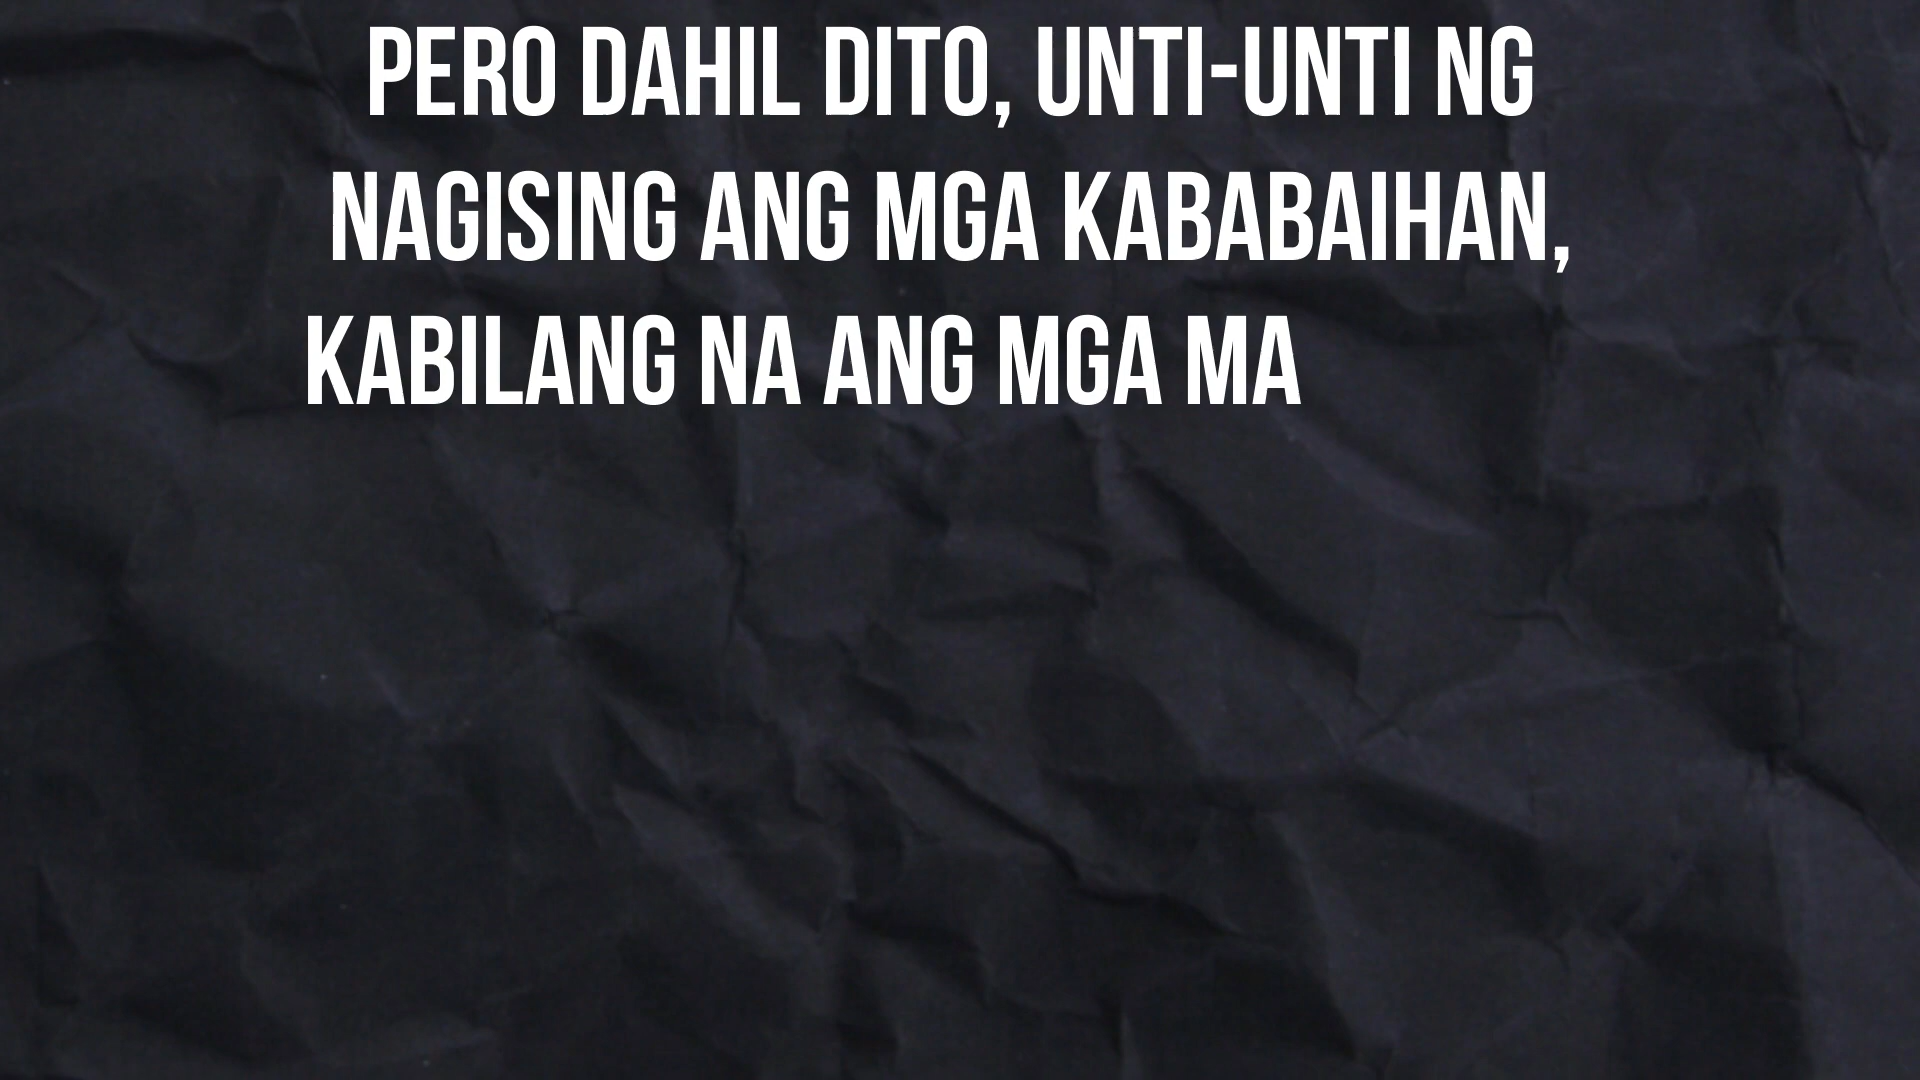 PERO DAHIL DITO, UNTI-UNTI NG
NAGISING ANG MGA KABABAIHAN,
KABILANG NA ANG MGA MA